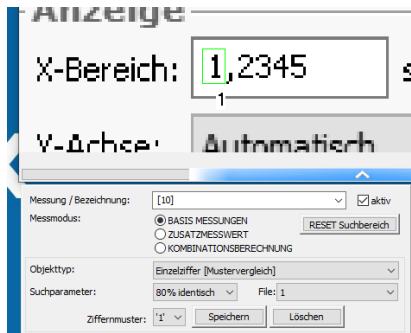 Anzeige
X-Bereich: 1,2345 s
1
Y-Achse: Automatisch
Messung / Bezeichnung: [10] aktiv
Messmodus: BASIS MESSUNGEN RESET Suchbereich
ZUSATZMESSWERT
KOMBINATIONSBERECHNUNG
Objekttyp: Einzelziffer [Mustervergleich]
Suchparameter: 80% identisch File: 1
Ziffernmuster: '1' Speichern Löschen